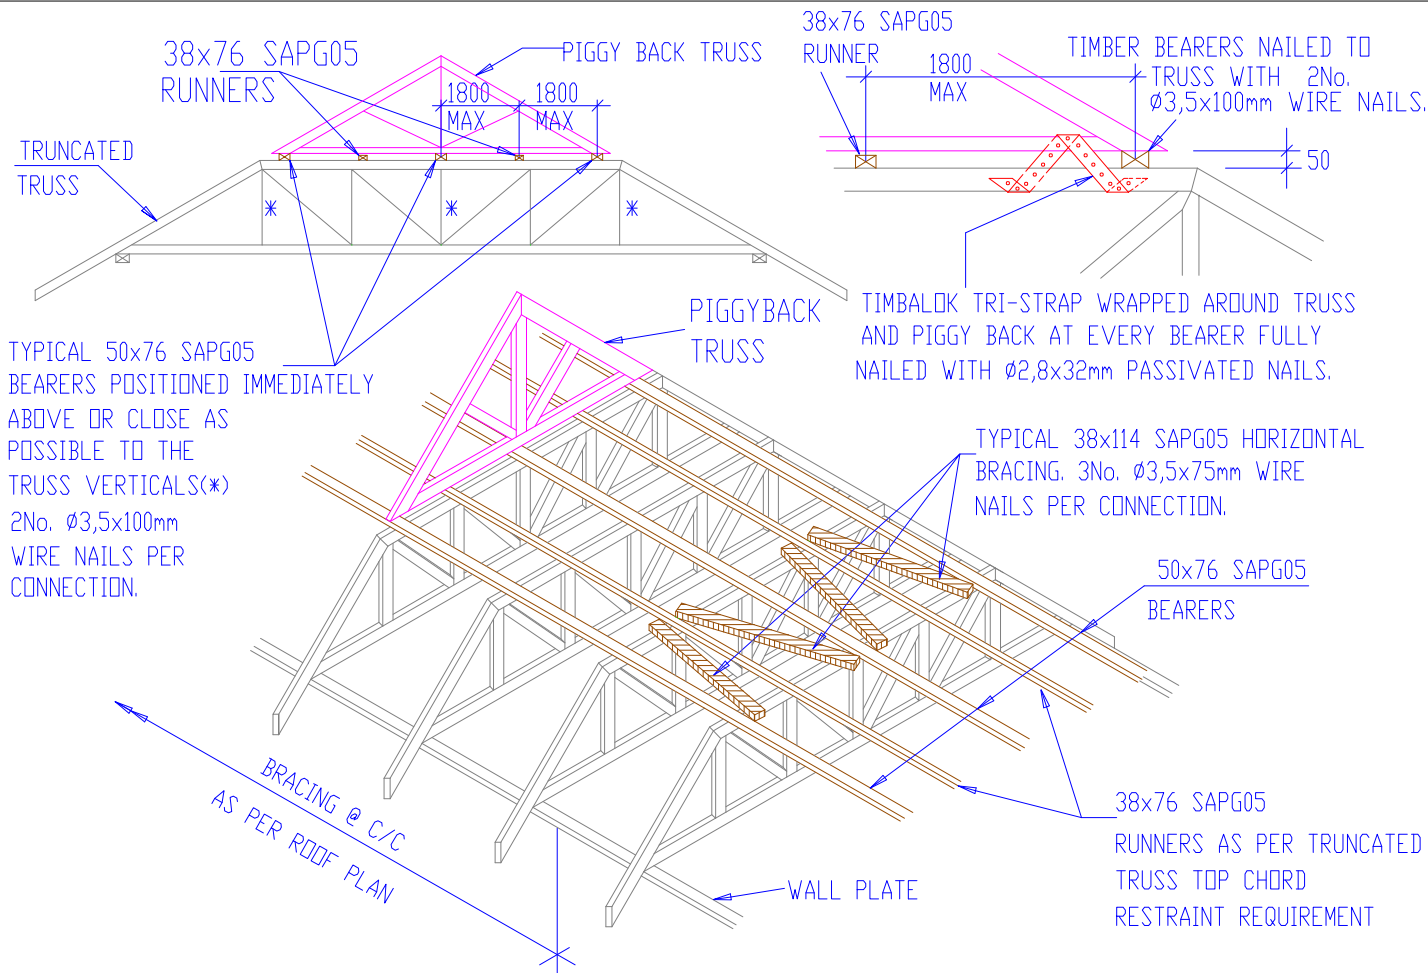 38x76 SAPG05
RUNNERS
PIGGY BACK TRUSS
1800
MAX
1800
MAX
TRUNCATED
TRUSS
*
*
*
TYPICAL 50x76 SAPG05
BEARERS POSITIONED IMMEDIATELY
ABOVE OR CLOSE AS
POSSIBLE TO THE
TRUSS VERTICALS(*)
2No. Ø3,5x100mm
WIRE NAILS PER
CONNECTION.
38x76 SAPG05
RUNNER
1800
MAX
TIMBER BEARERS NAILED TO
TRUSS WITH 2No.
Ø3,5x100mm WIRE NAILS.
50
TIMBALOK TRI-STRAP WRAPPED AROUND TRUSS
AND PIGGY BACK AT EVERY BEARER FULLY
NAILED WITH Ø2,8x32mm PASSIVATED NAILS.
PIGGYBACK
TRUSS
TYPICAL 38x114 SAPG05 HORIZONTAL
BRACING. 3No. Ø3,5x75mm WIRE
NAILS PER CONNECTION.
50x76 SAPG05
BEARERS
38x76 SAPG05
RUNNERS AS PER TRUNCATED
TRUSS TOP CHORD
RESTRAINT REQUIREMENT
WALL PLATE
BRACING @ C/C
AS PER ROOF PLAN